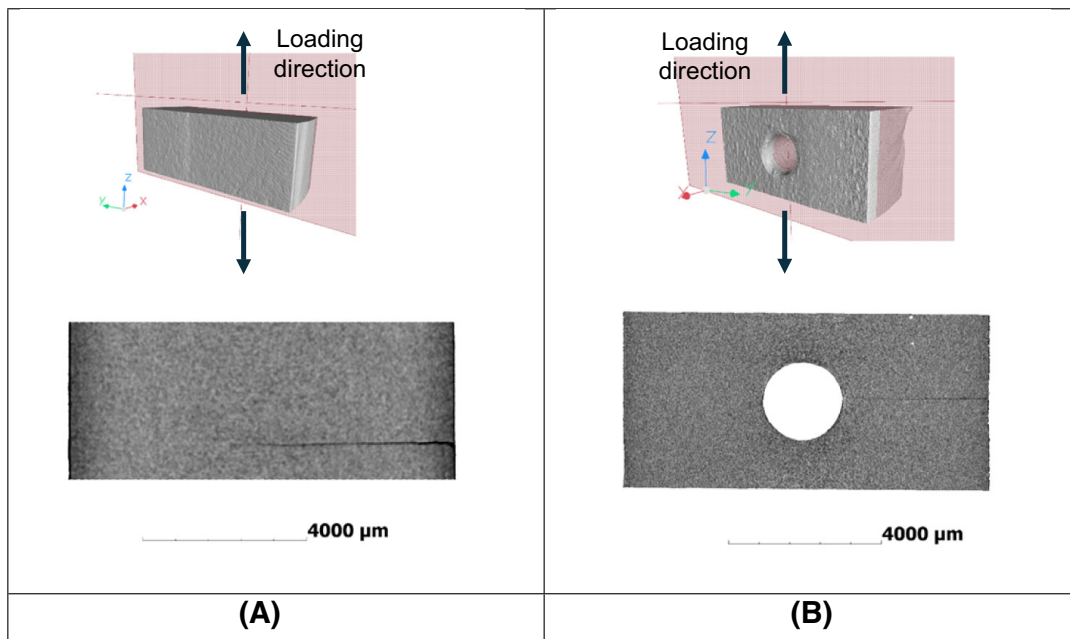 Loading
direction
z
y
x
4000 µm
(A)
Loading
direction
Z
X
Y
4000 µm
(B)